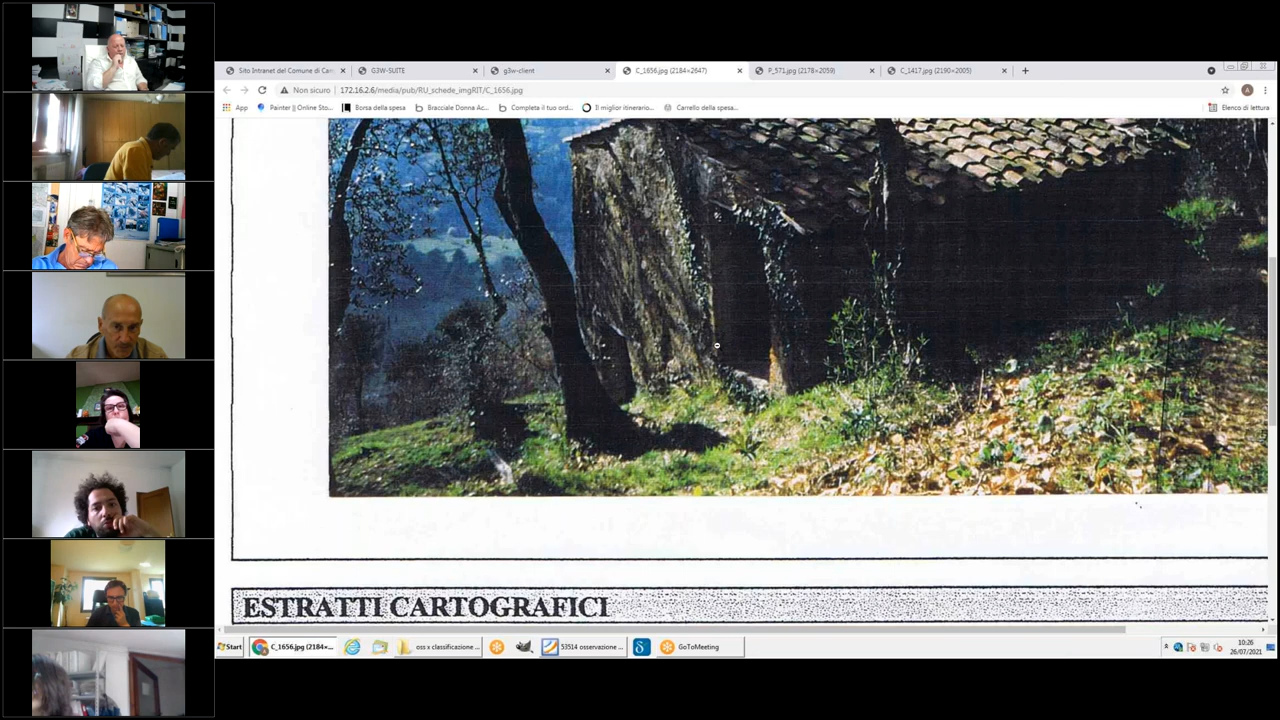 Sito Intranet del Comune di Ca
G3W-SUITE
g3w-client
C_1656.jpg (2184×2647)
P_571.jpg (2178×2059)
C_1417.jpg (2190×2005)
Non sicuro | 172.16.2.6/media/pub/RU_schede_imgRIT/C_1656.jpg
App
Painter || Online Sto...
Borsa della spesa
Bracciale Donna Ac...
Completa il tuo ord...
Il miglior itinerario...
Carrello della spesa...
Elenco di lettura
ESTRATTI CARTOGRAFICI
Start
C_1656.jpg (2184×...
oss x classificazione ...
53514 osservazione ...
GoToMeeting
10:26
26/07/2021